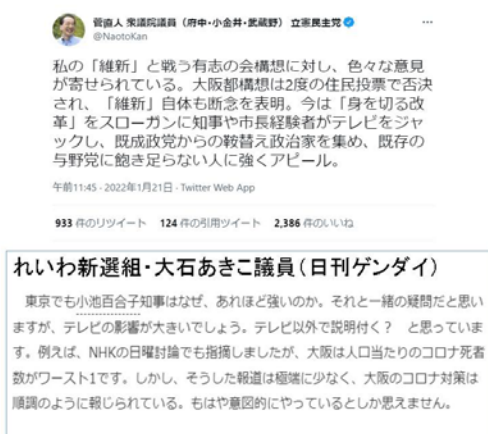 菅直人 衆議院議員（府中・小金井・武蔵野） 立憲民主党
@NaotoKan
私の「維新」と戦う有志の会構想に対し、色々な意見
が寄せられている。大阪都構想は2度の住民投票で否決
され、「維新」自体も断念を表明。今は「身を切る改
革」をスローガンに知事や市長経験者がテレビをジャ
ックし、既成政党からの鞍替え政治家を集め、既存の
与野党に飽き足らない人に強くアピール。
午前11:45・2022年1月21日・Twitter Web App
933 件のリツイート 124 件の引用ツイート 2,386 件のいいね
れいわ新選組・大石あきこ議員（日刊ゲンダイ）
東京でも小池百合子知事はなぜ、あれほど強いのか。それと一緒の疑問だと思い
ますが、テレビの影響が大きいでしょう。テレビ以外で説明付く？ と思っていま
す。例えば、NHKの日曜討論でも指摘しましたが、大阪は人口当たりのコロナ死者
数がワースト1です。しかし、そうした報道は極端に少なく、大阪のコロナ対策は
順調のように報じられている。もはや意図的にやっているとしか思えません。